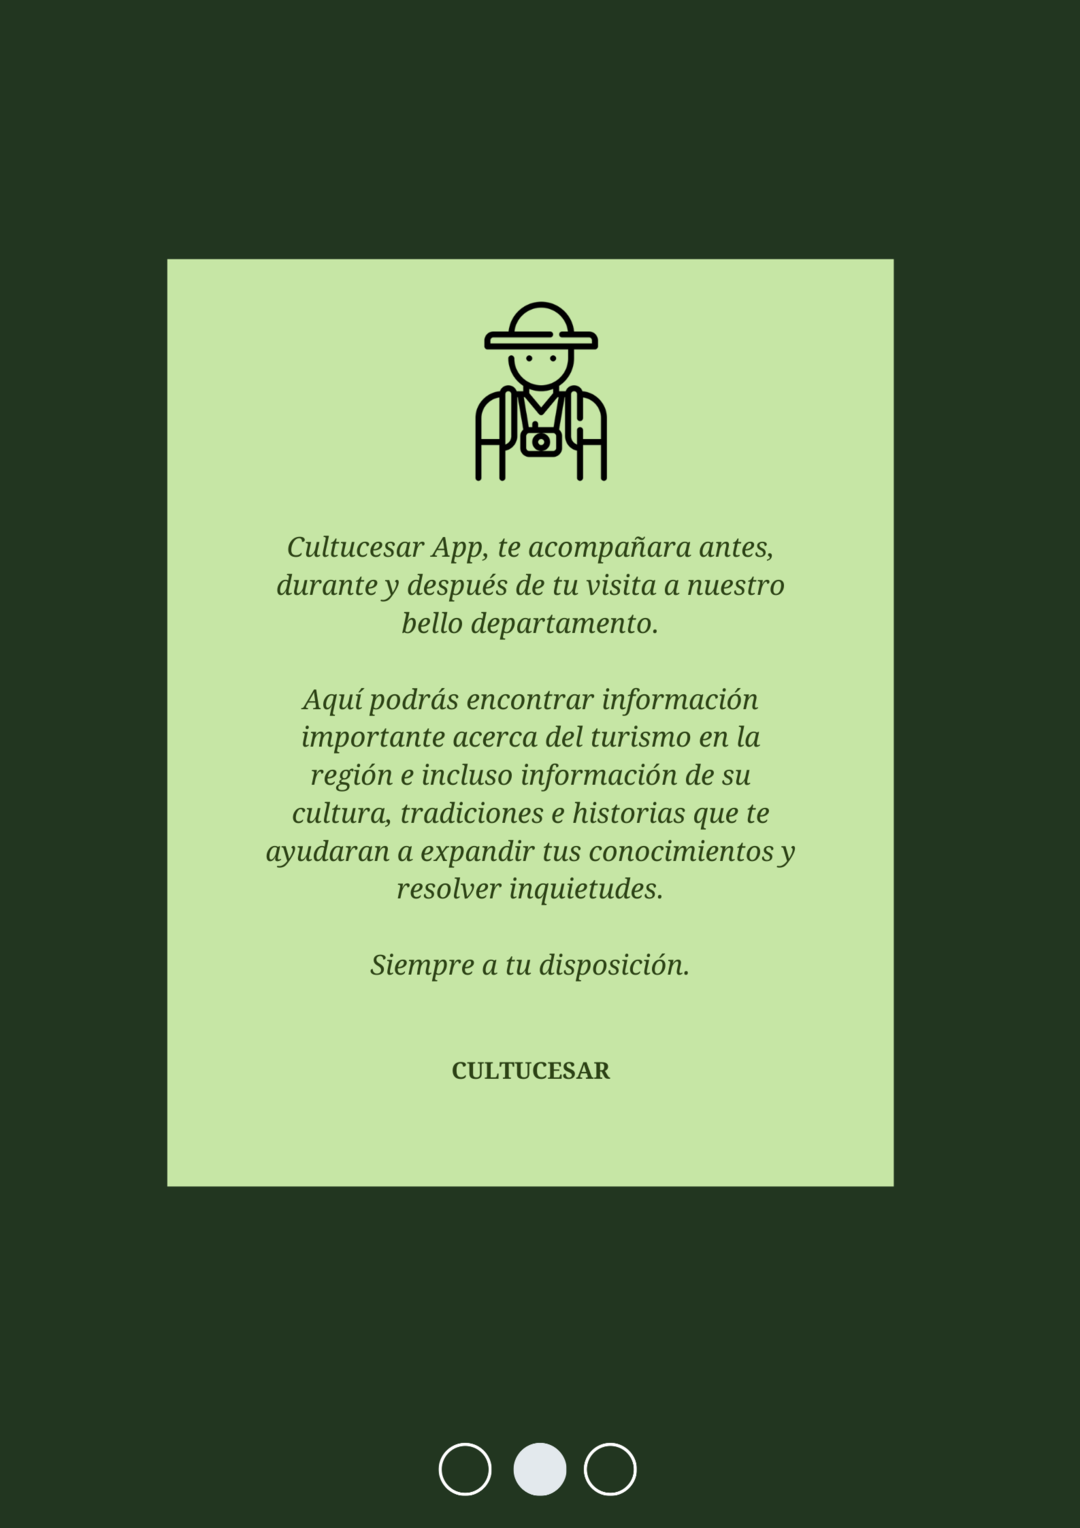 Cultucesar App, te acompañara antes,
durante y después de tu visita a nuestro
bello departamento.
Aquí podrás encontrar información
importante acerca del turismo en la
región e incluso información de su
cultura, tradiciones e historias que te
ayudaran a expandir tus conocimientos y
resolver inquietudes.
Siempre a tu disposición.
CULTUCESAR